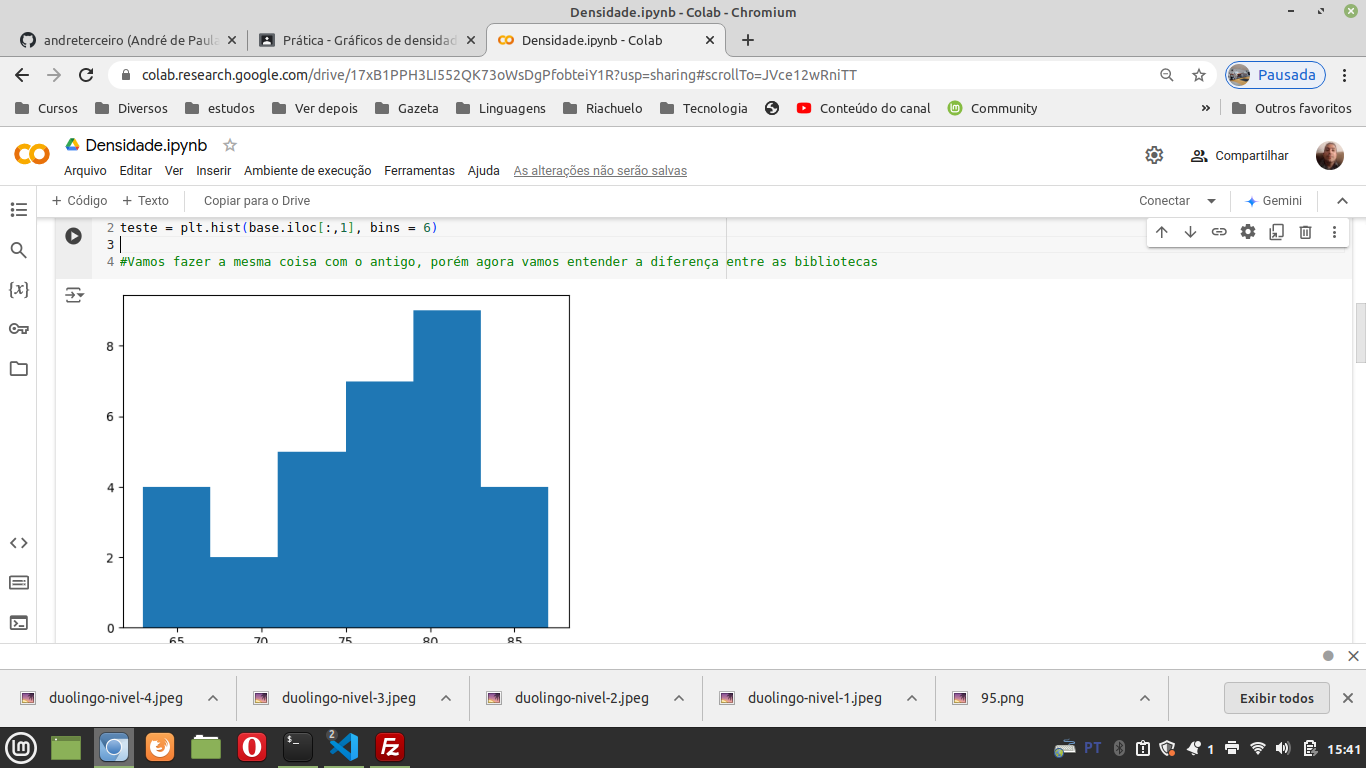 Densidade.ipynb - Colab - Chromium
andreterceiro (André de Paula
Prática - Gráficos de densidad
Densidade.ipynb - Colab
colab.research.google.com/drive/17xB1PPH3LI552QK73oWsDgPfobteiY1R?usp=sharing#scrollTo=JVce12wRniTT
Pausada
Cursos
Diversos
estudos
Ver depois
Gazeta
Linguagens
Riachuelo
Tecnologia
Conteúdo do canal
Community
»
Outros favoritos
Densidade.ipynb
Arquivo Editar Ver Inserir Ambiente de execução Ferramentas Ajuda As alterações não serão salvas
Compartilhar
+ Código + Texto Copiar para o Drive
Conectar
Gemini
2 teste = plt.hist(base.iloc[:,1], bins = 6)
3
4 #Vamos fazer a mesma coisa com o antigo, porém agora vamos entender a diferença entre as bibliotecas
{x}
8
6
4
2
0
65 70 75 80 85
duolingo-nivel-4.jpeg
duolingo-nivel-3.jpeg
duolingo-nivel-2.jpeg
duolingo-nivel-1.jpeg
95.png
Exibir todos
2
PT
1
15:41